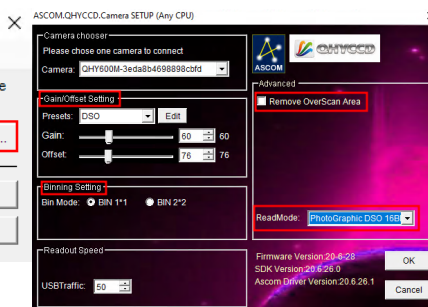 ASCOM.QHYCCD.Camera SETUP (Any CPU)
Camera chooser
Please chose one camera to connect
Camera: QHY600M-3eda8b4698898cbfd
ASCOM
QHYCCD
Gain/Offset Setting
Presets: DSO Edit
Gain: 60 60
Offset: 76 76
Binning Setting
Bin Mode: BIN 1*1 BIN 2*2
Readout Speed
USBTraffic: 50
Advanced
Remove OverScan Area
ReadMode: PhotoGraphic DSO 16B
Firmware Version:20-6-28
SDK Version:20.6.26.0
Ascom Driver Version:20.6.26.1
OK
Cancel
e
...